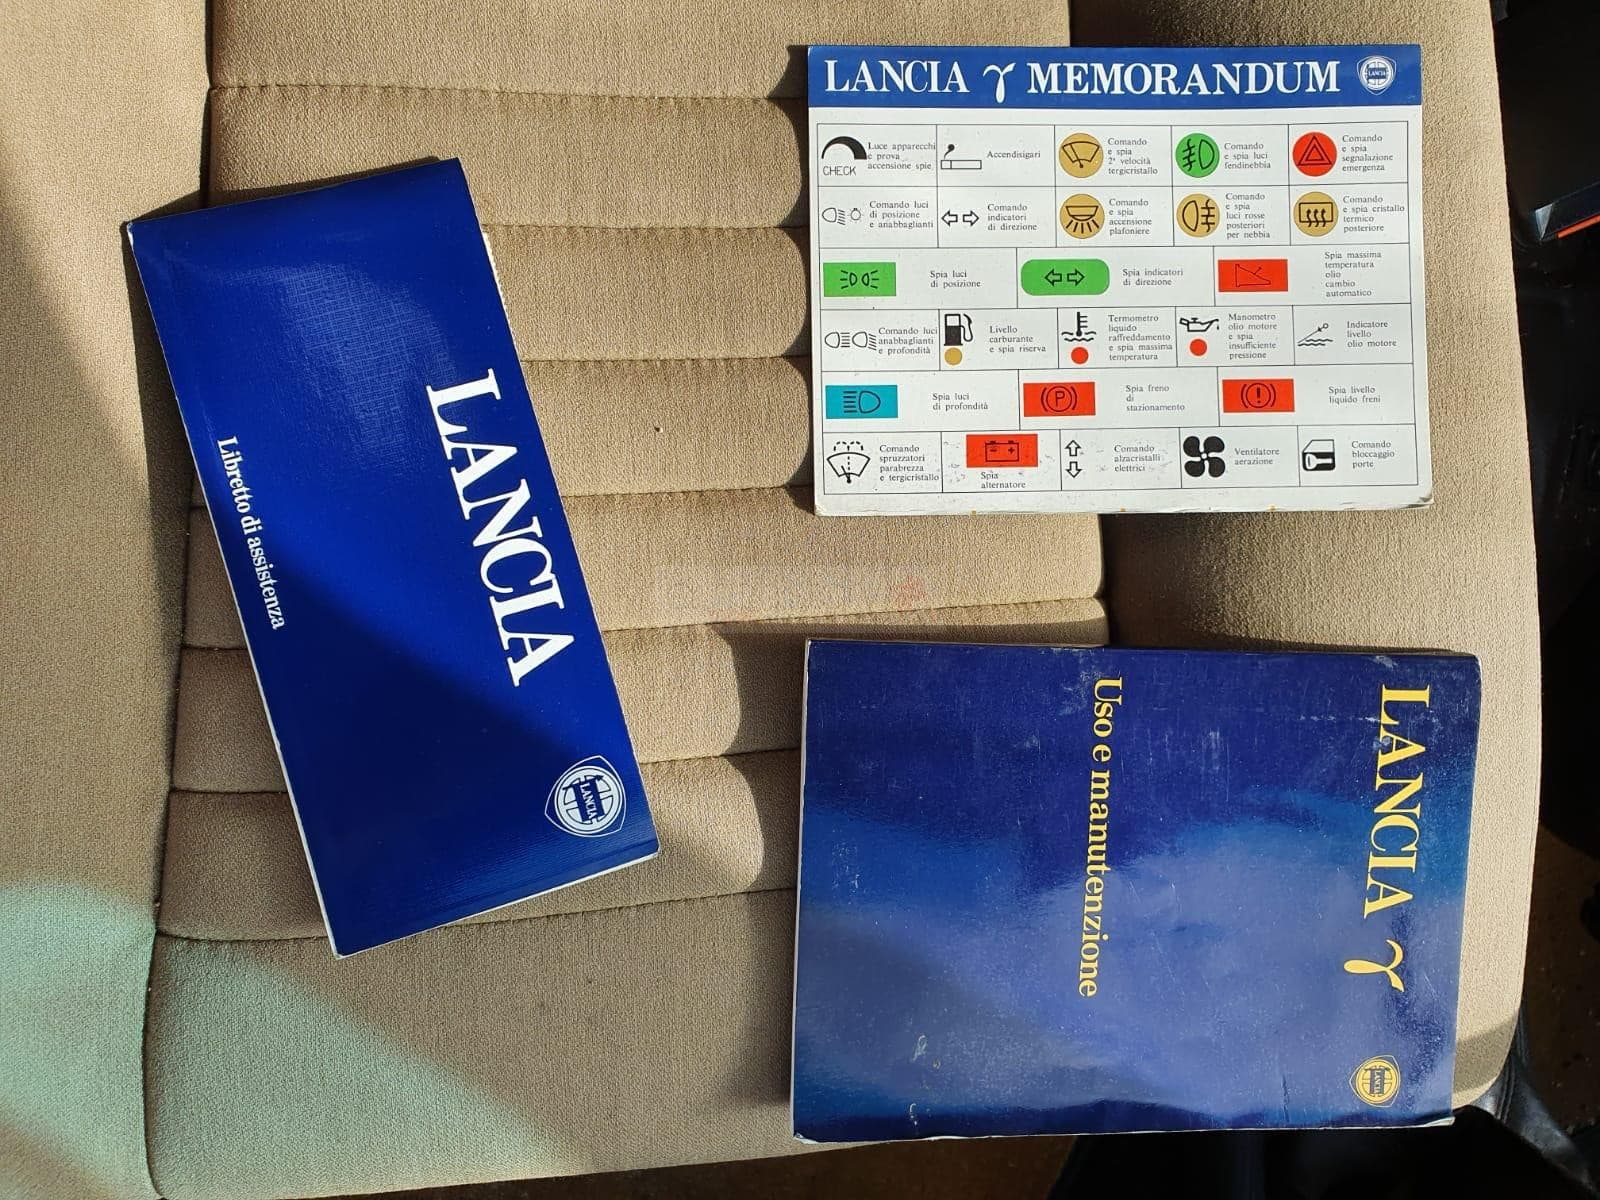 LANCIA
Libretto di assistenza
LANCIA
LANCIA γ MEMORANDUM
LANCIA
CHECK
Luce apparecchi
e prova
accensione spie
Accendisigari
Comando
e spia
2ª velocità
tergicristallo
Comando
e spia luci
fendinebbia
Comando
e spia
segnalazione
emergenza
Comando luci
di posizione
e anabbaglianti
Comando
indicatori
di direzione
Comando
e spia
accensione
plafoniere
Comando
e spia
luci rosse
posteriori
per nebbia
Comando
e spia cristallo
termico
posteriore
Spia luci
di posizione
Spia indicatori
di direzione
Spia massima
temperatura
olio
cambio
automatico
Comando luci
anabbaglianti
e profondità
Livello
carburante
e spia riserva
Termometro
liquido
raffreddamento
e spia massima
temperatura
Manometro
olio motore
e spia
insufficiente
pressione
Indicatore
livello
olio motore
Spia luci
di profondità
P
Spia freno
di
stazionamento
!
Spia livello
liquido freni
Comando
spruzzatori
parabrezza
e tergicristallo
Spia
alternatore
Comando
alzacristalli
elettrici
Ventilatore
aerazione
Comando
bloccaggio
porte
LANCIA γ
Uso e manutenzione
LANCIA